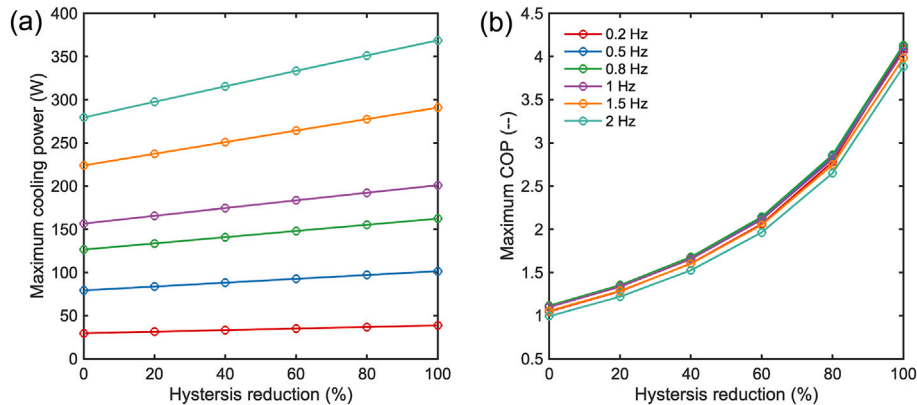 (a)
Maximum cooling power (W)
400
350
300
250
200
150
100
50
0
0 20 40 60 80 100
Hystersis reduction (%)
(b)
Maximum COP (--)
4.5
4
3.5
3
2.5
2
1.5
1
0.5
0.2 Hz
0.5 Hz
0.8 Hz
1 Hz
1.5 Hz
2 Hz
0 20 40 60 80 100
Hystersis reduction (%)